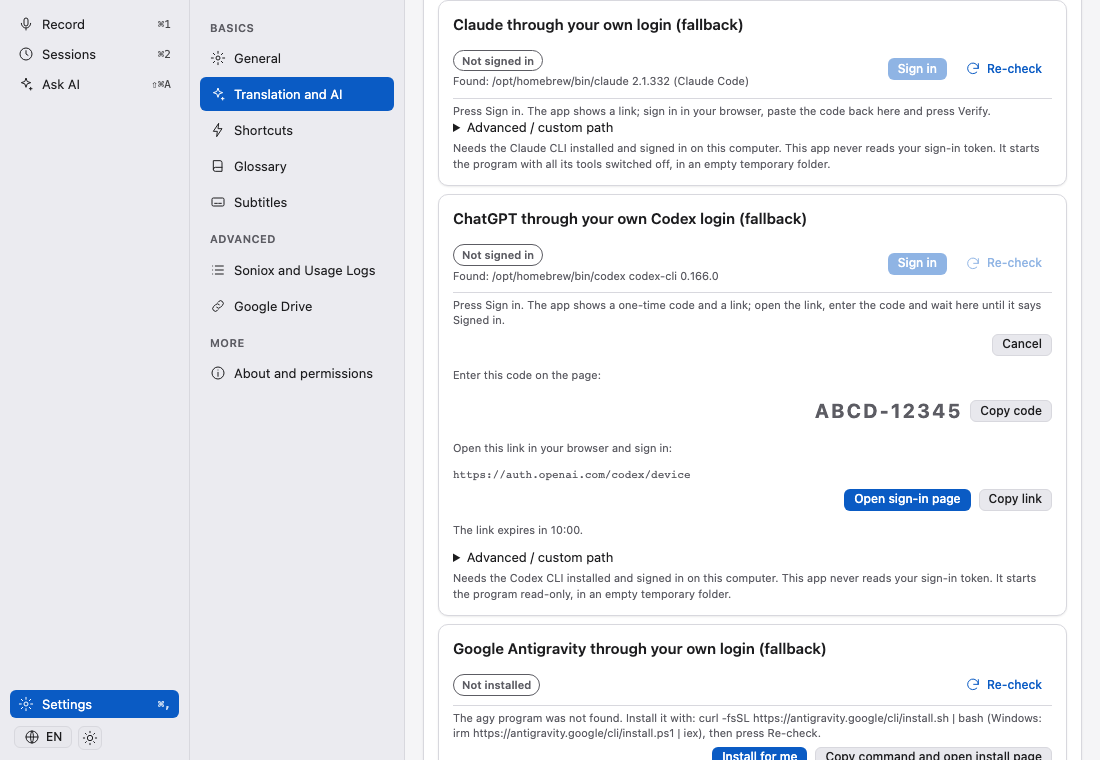 Record ⌘1
Sessions ⌘2
Ask AI ⇧⌘A
Settings ⌘,
EN
BASICS
General
Translation and AI
Shortcuts
Glossary
Subtitles
ADVANCED
Soniox and Usage Logs
Google Drive
MORE
About and permissions
Claude through your own login (fallback)
Not signed in
Found: /opt/homebrew/bin/claude 2.1.332 (Claude Code)
Sign in
Re-check
Press Sign in. The app shows a link; sign in in your browser, paste the code back here and press Verify.
Advanced / custom path
Needs the Claude CLI installed and signed in on this computer. This app never reads your sign-in token. It starts
the program with all its tools switched off, in an empty temporary folder.
ChatGPT through your own Codex login (fallback)
Not signed in
Found: /opt/homebrew/bin/codex codex-cli 0.166.0
Sign in
Re-check
Press Sign in. The app shows a one-time code and a link; open the link, enter the code and wait here until it says
Signed in.
Cancel
Enter this code on the page:
ABCD-12345
Copy code
Open this link in your browser and sign in:
https://auth.openai.com/codex/device
Open sign-in page
Copy link
The link expires in 10:00.
Advanced / custom path
Needs the Codex CLI installed and signed in on this computer. This app never reads your sign-in token. It starts
the program read-only, in an empty temporary folder.
Google Antigravity through your own login (fallback)
Not installed
Re-check
The agy program was not found. Install it with: curl -fsSL https://antigravity.google/cli/install.sh | bash (Windows:
irm https://antigravity.google/cli/install.ps1 | iex), then press Re-check.
Install for me
Copy command and open install page